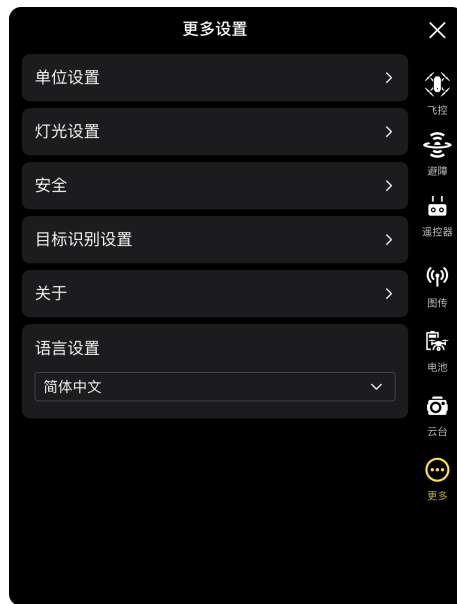 更多设置
单位设置
灯光设置
安全
目标识别设置
关于
语言设置
简体中文
飞控
避障
遥控器
图传
电池
云台
更多